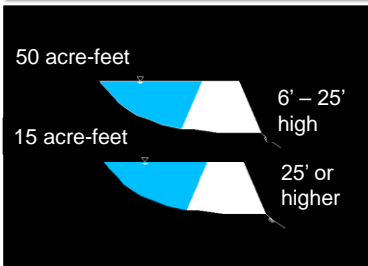 50 acre-feet
6’ – 25’
high
15 acre-feet
25’ or
higher